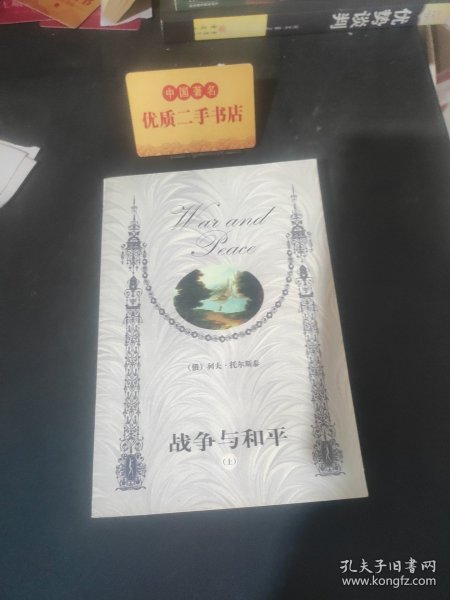 优势谈判
中国著名
优质二手书店
War and
Peace
（俄）列夫·托尔斯泰
战争与和平
（上）
孔夫子旧书网
www.kongfz.com